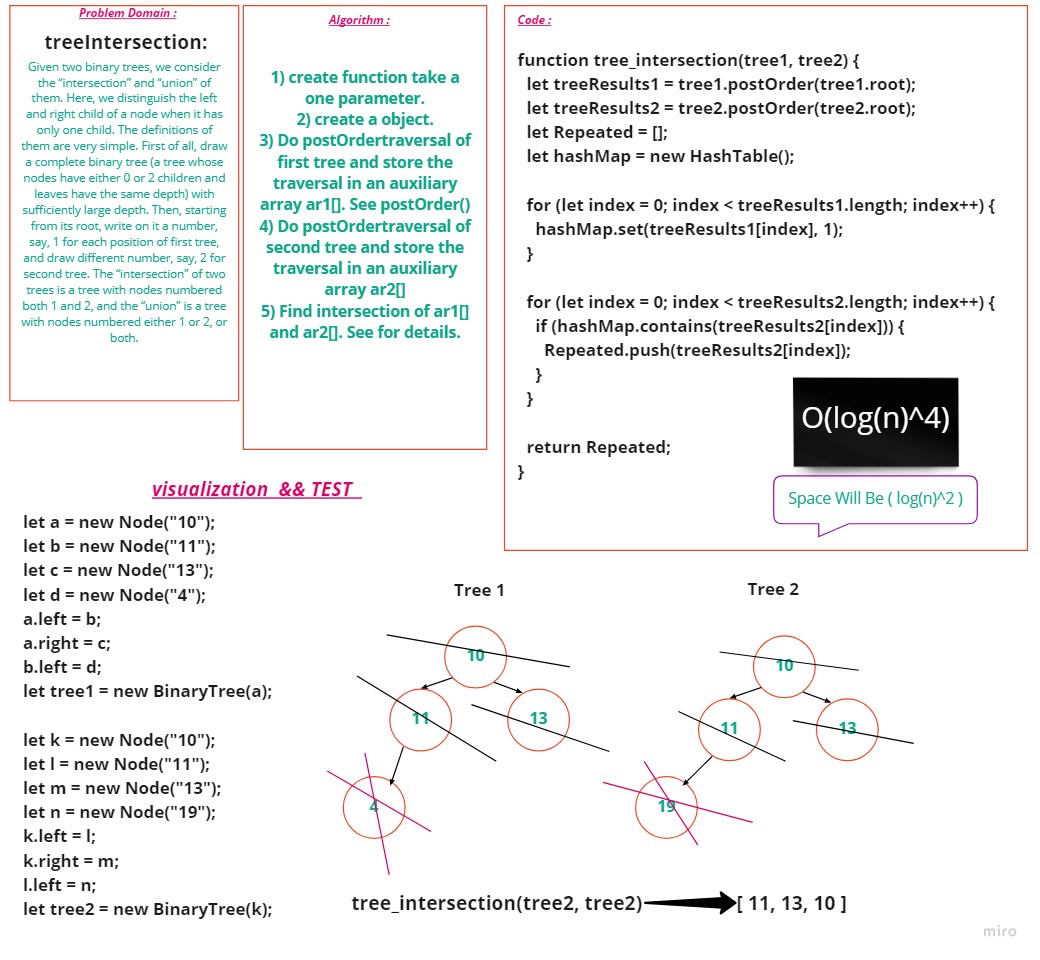 Problem Domain :
treeIntersection:
Given two binary trees, we consider
the “intersection” and “union” of
them. Here, we distinguish the left
and right child of a node when it has
only one child. The definitions of
them are very simple. First of all, draw
a complete binary tree (a tree whose
nodes have either 0 or 2 children and
leaves have the same depth) with
sufficiently large depth. Then, starting
from its root, write on it a number,
say, 1 for each position of first tree,
and draw different number, say, 2 for
second tree. The “intersection” of two
trees is a tree with nodes numbered
both 1 and 2, and the “union” is a tree
with nodes numbered either 1 or 2, or
both.
Algorithm :
1) create function take a
one parameter.
2) create a object.
3) Do postOrdertraversal of
first tree and store the
traversal in an auxiliary
array ar1[]. See postOrder()
4) Do postOrdertraversal of
second tree and store the
traversal in an auxiliary
array ar2[]
5) Find intersection of ar1[]
and ar2[]. See for details.
Code :
function tree_intersection(tree1, tree2) {
let treeResults1 = tree1.postOrder(tree1.root);
let treeResults2 = tree2.postOrder(tree2.root);
let Repeated = [];
let hashMap = new HashTable();
for (let index = 0; index < treeResults1.length; index++) {
hashMap.set(treeResults1[index], 1);
}
for (let index = 0; index < treeResults2.length; index++) {
if (hashMap.contains(treeResults2[index])) {
Repeated.push(treeResults2[index]);
}
}
return Repeated;
}
O(log(n)^4)
Space Will Be ( log(n)^2 )
visualization && TEST
let a = new Node("10");
let b = new Node("11");
let c = new Node("13");
let d = new Node("4");
a.left = b;
a.right = c;
b.left = d;
let tree1 = new BinaryTree(a);
let k = new Node("10");
let l = new Node("11");
let m = new Node("13");
let n = new Node("19");
k.left = l;
k.right = m;
l.left = n;
let tree2 = new BinaryTree(k);
Tree 1
10
11
13
4
Tree 2
10
11
13
19
tree_intersection(tree2, tree2)
[ 11, 13, 10 ]
miro